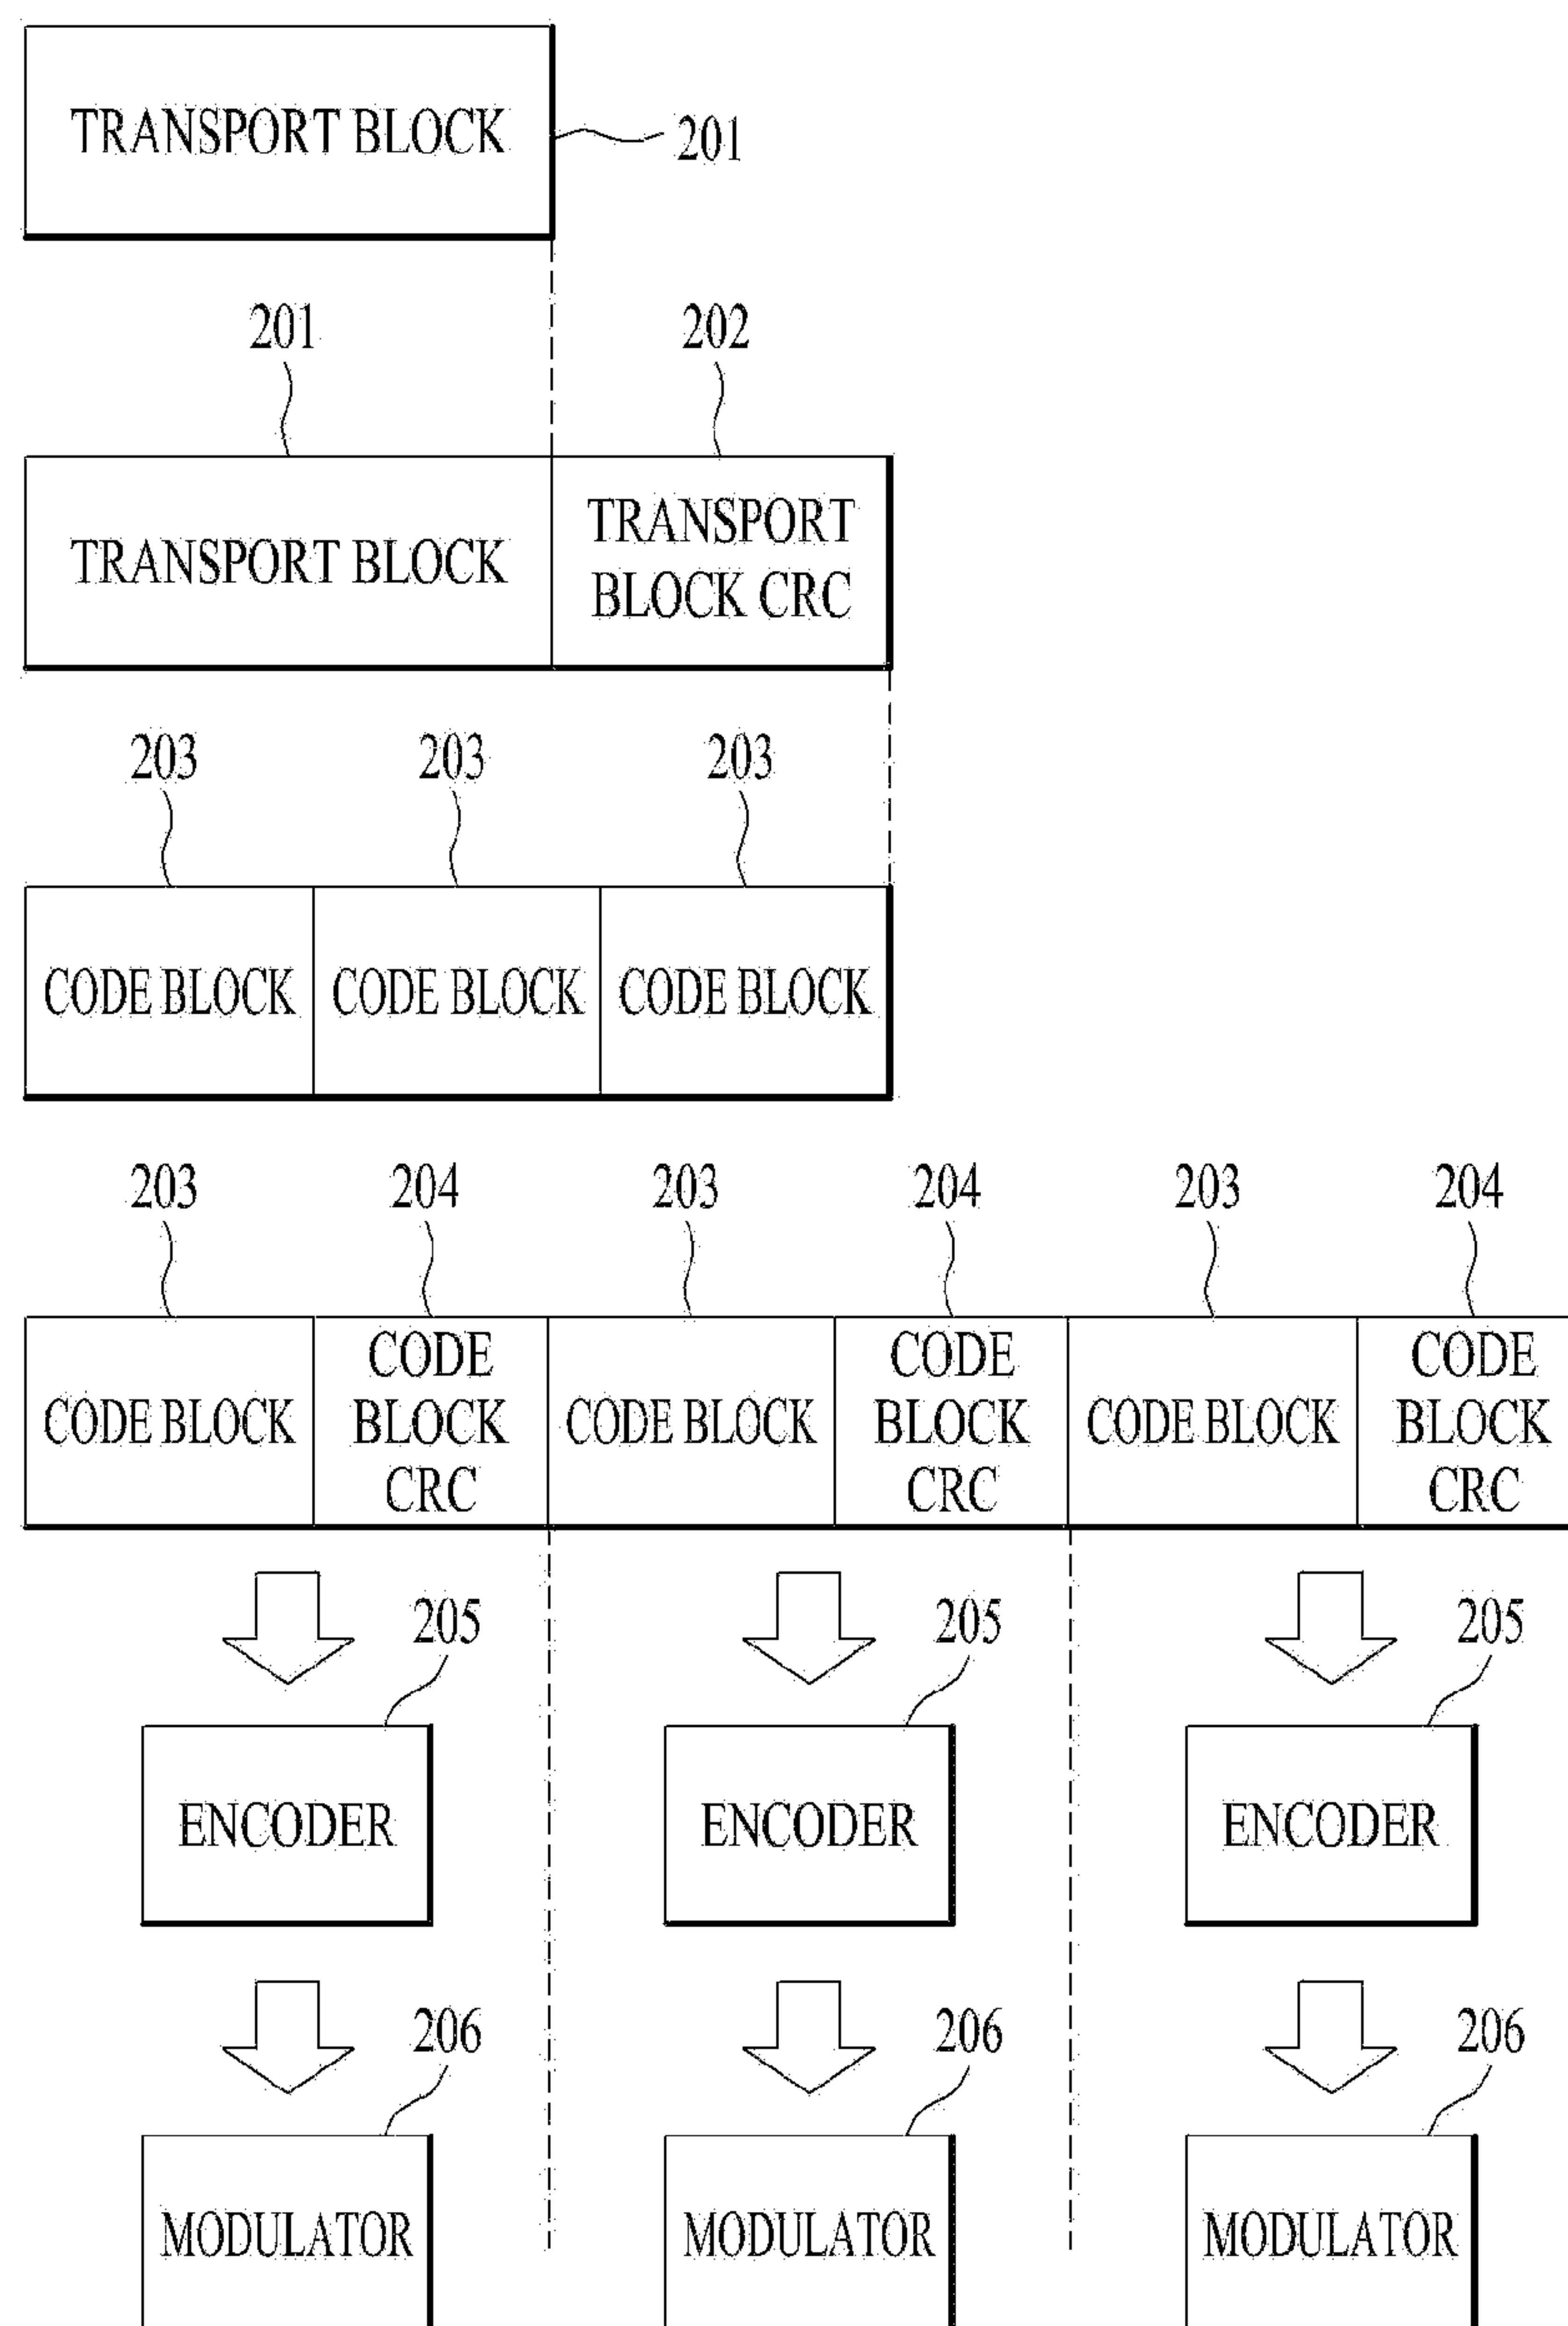 TRANSPORT BLOCK
201
201
202
TRANSPORT BLOCK
TRANSPORT
BLOCK CRC
203
203
203
CODE BLOCK
CODE BLOCK
CODE BLOCK
203
204
203
204
203
204
CODE BLOCK
CODE
BLOCK
CRC
CODE BLOCK
CODE
BLOCK
CRC
CODE BLOCK
CODE
BLOCK
CRC
205
205
205
ENCODER
ENCODER
ENCODER
206
206
206
MODULATOR
MODULATOR
MODULATOR